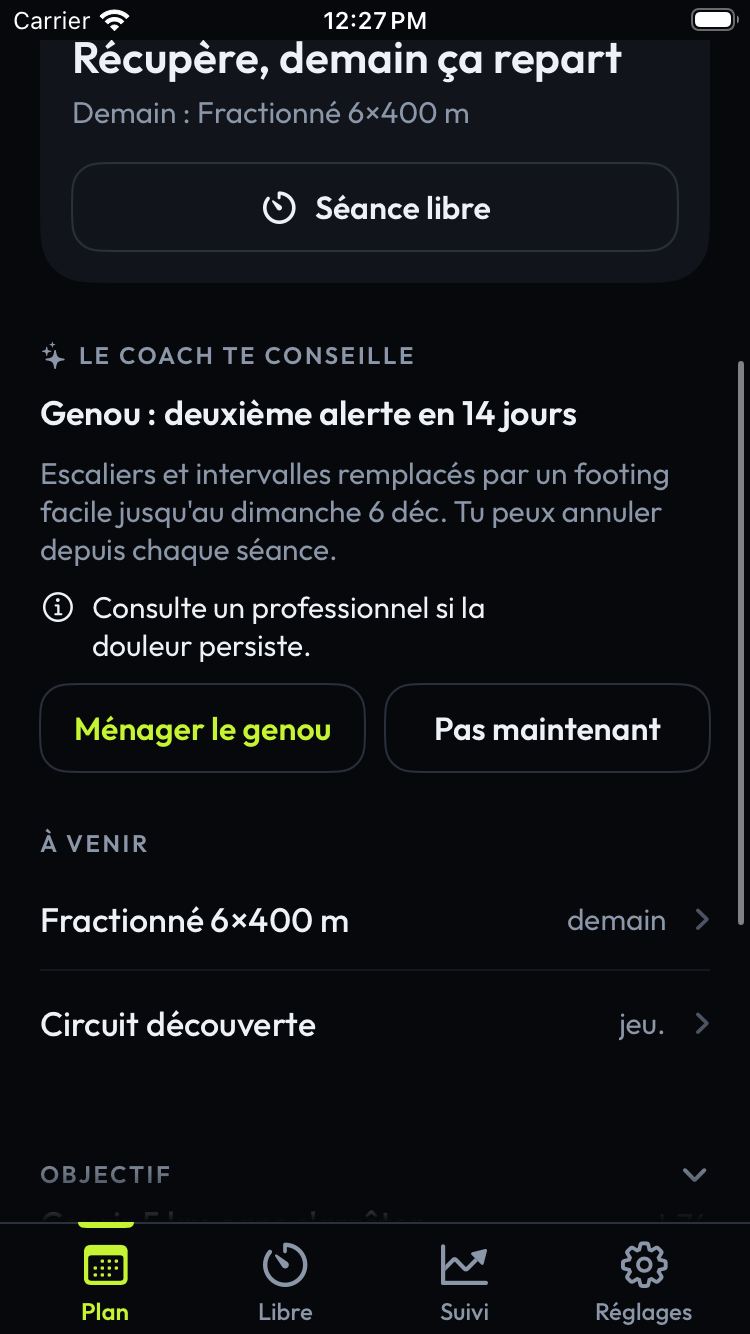 Carrier
12:27 PM
Récupère, demain ça repart
Demain : Fractionné 6×400 m
Séance libre
LE COACH TE CONSEILLE
Genou : deuxième alerte en 14 jours
Escaliers et intervalles remplacés par un footing
facile jusqu'au dimanche 6 déc. Tu peux annuler
depuis chaque séance.
Consulte un professionnel si la
douleur persiste.
Ménager le genou
Pas maintenant
À VENIR
Fractionné 6×400 m
demain
Circuit découverte
jeu.
OBJECTIF
Plan
Libre
Suivi
Réglages